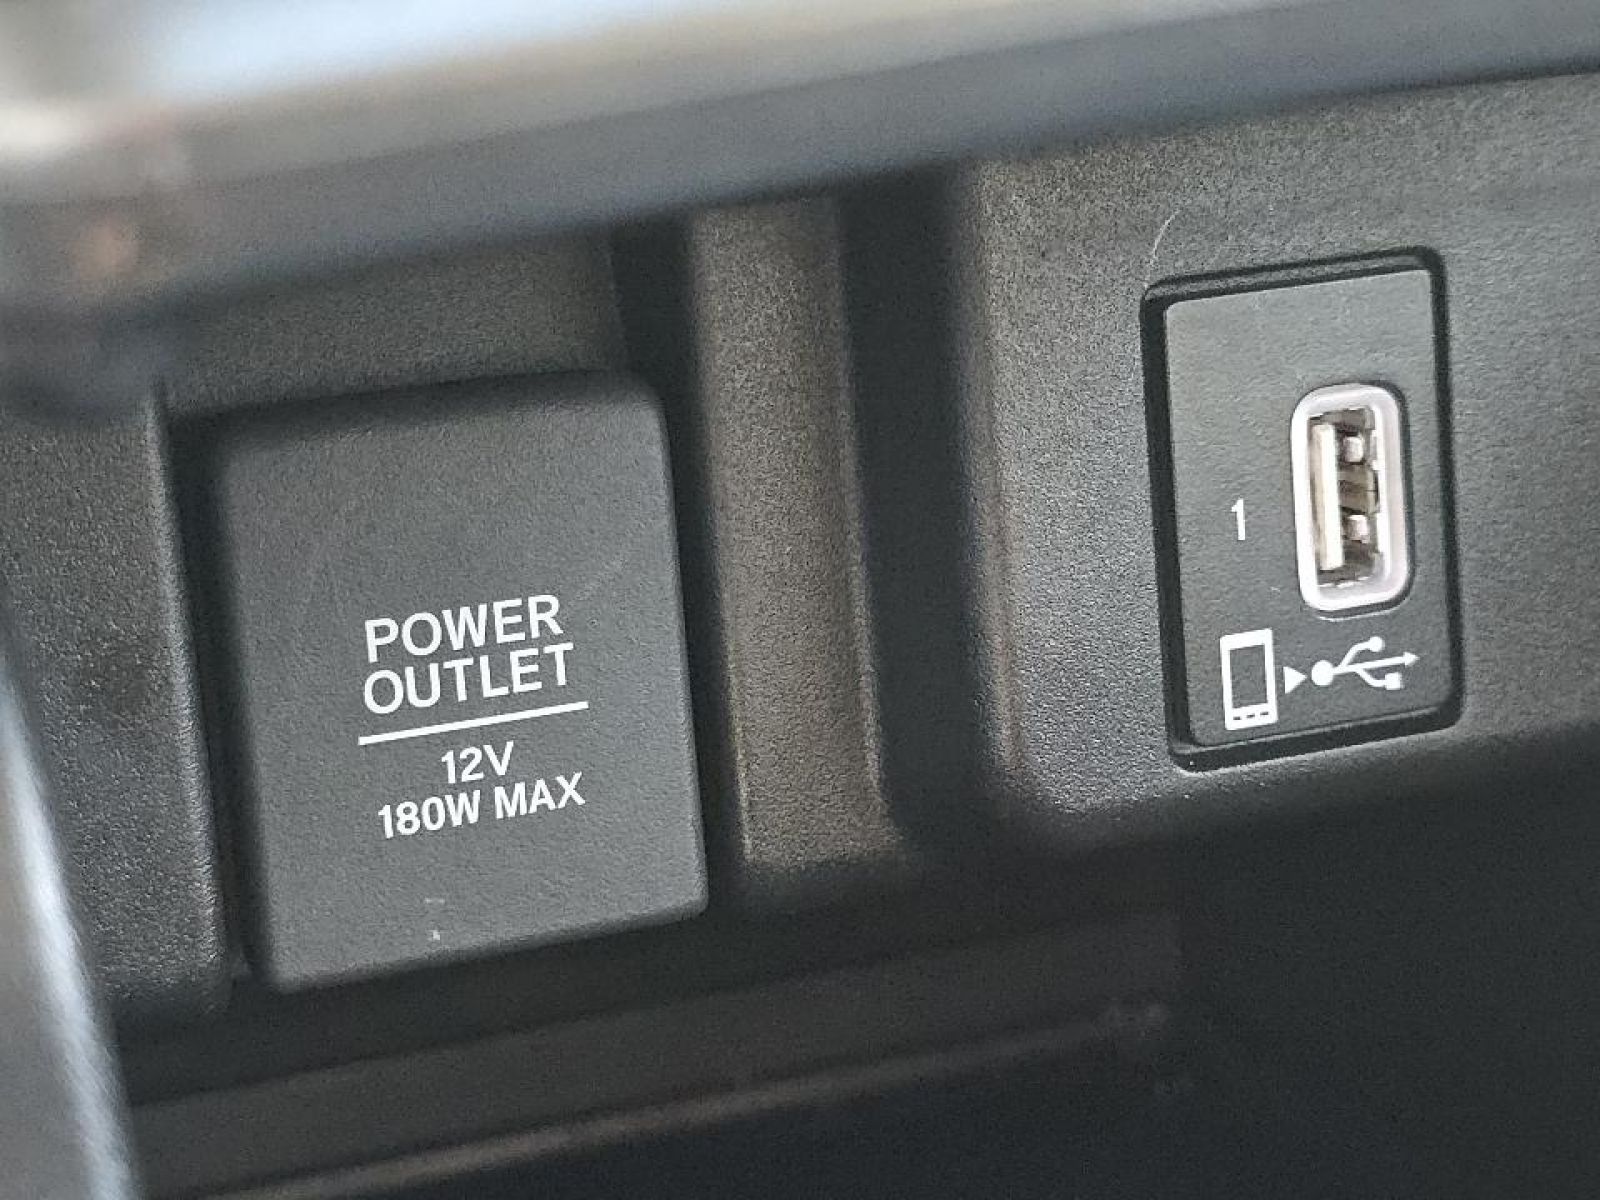 POWER
OUTLET
12V
180W MAX
1